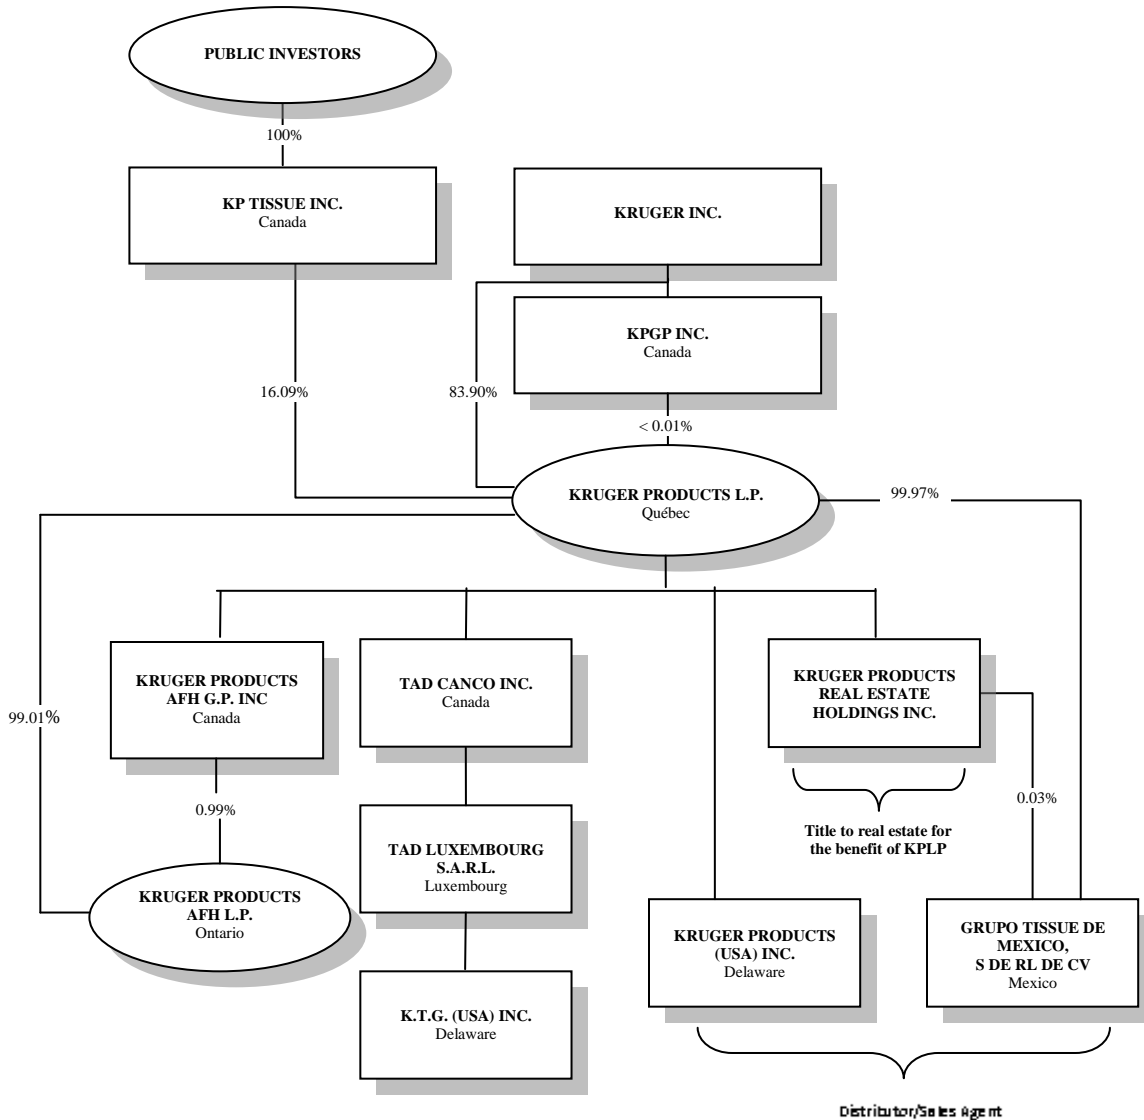 PUBLIC INVESTORS
100%
KP TISSUE INC.
Canada
KRUGER INC.
KPGP INC.
Canada
16.09%
83.90%
< 0.01%
KRUGER PRODUCTS L.P.
Québec
99.97%
KRUGER PRODUCTS
AFH G.P. INC
Canada
TAD CANCO INC.
Canada
KRUGER PRODUCTS
REAL ESTATE
HOLDINGS INC.
99.01%
0.99%
0.03%
TAD LUXEMBOURG
S.A.R.L.
Luxembourg
Title to real estate for
the benefit of KPLP
KRUGER PRODUCTS
AFH L.P.
Ontario
KRUGER PRODUCTS
(USA) INC.
Delaware
GRUPO TISSUE DE
MEXICO,
S DE RL DE CV
Mexico
K.T.G. (USA) INC.
Delaware
Distributor/Sales Agent